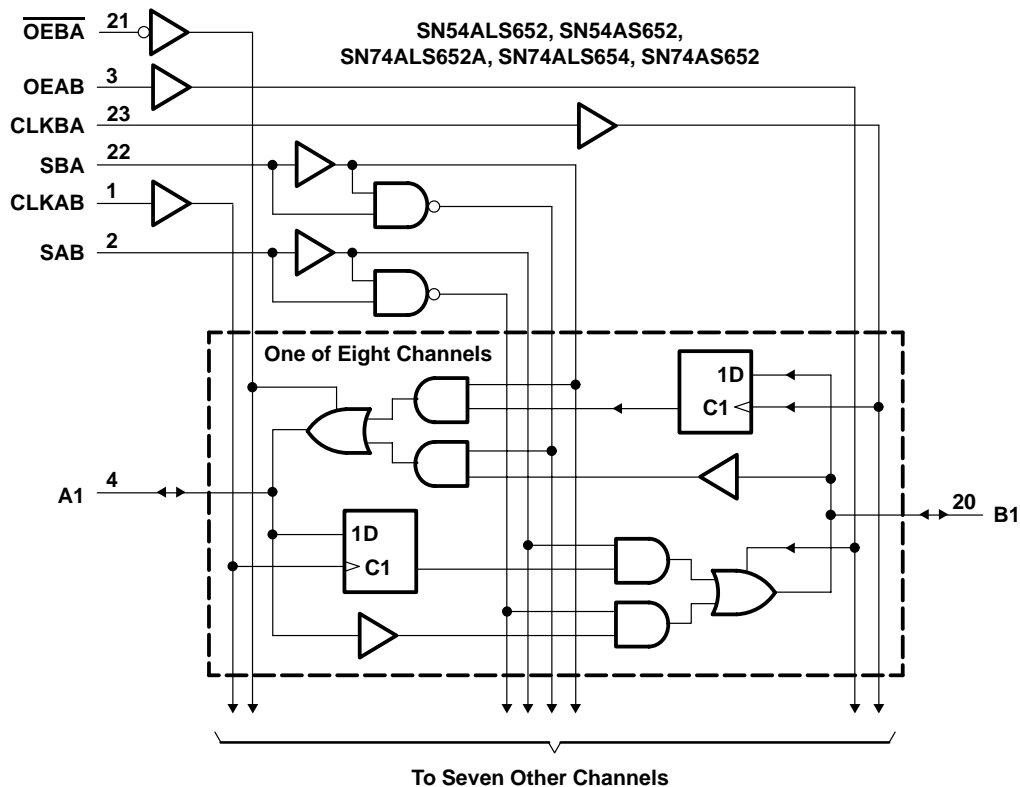 SN54ALS652, SN54AS652,
SN74ALS652A, SN74ALS654, SN74AS652
OEBA 21
OEAB 3
CLKBA 23
SBA 22
CLKAB 1
SAB 2
One of Eight Channels
1D
C1
A1 4
20 B1
1D
C1
To Seven Other Channels